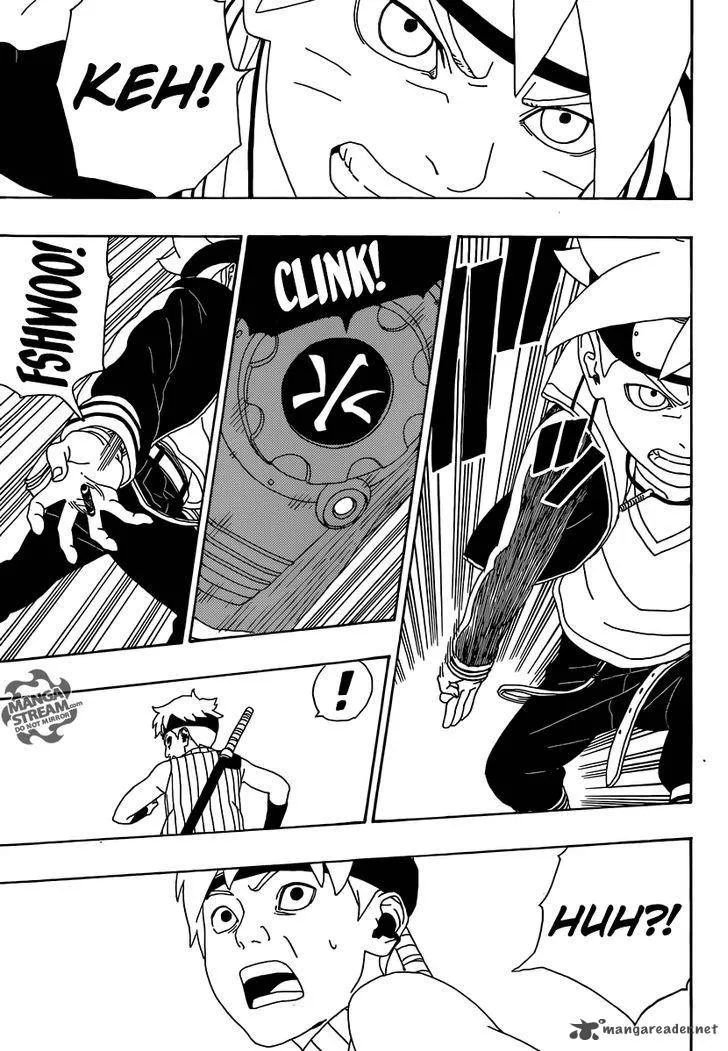 KEH!
CLINK!
FSHWOO!
!
MANGA
STREAM.com
DO NOT MIRROR
HUH?!
mangareader.net